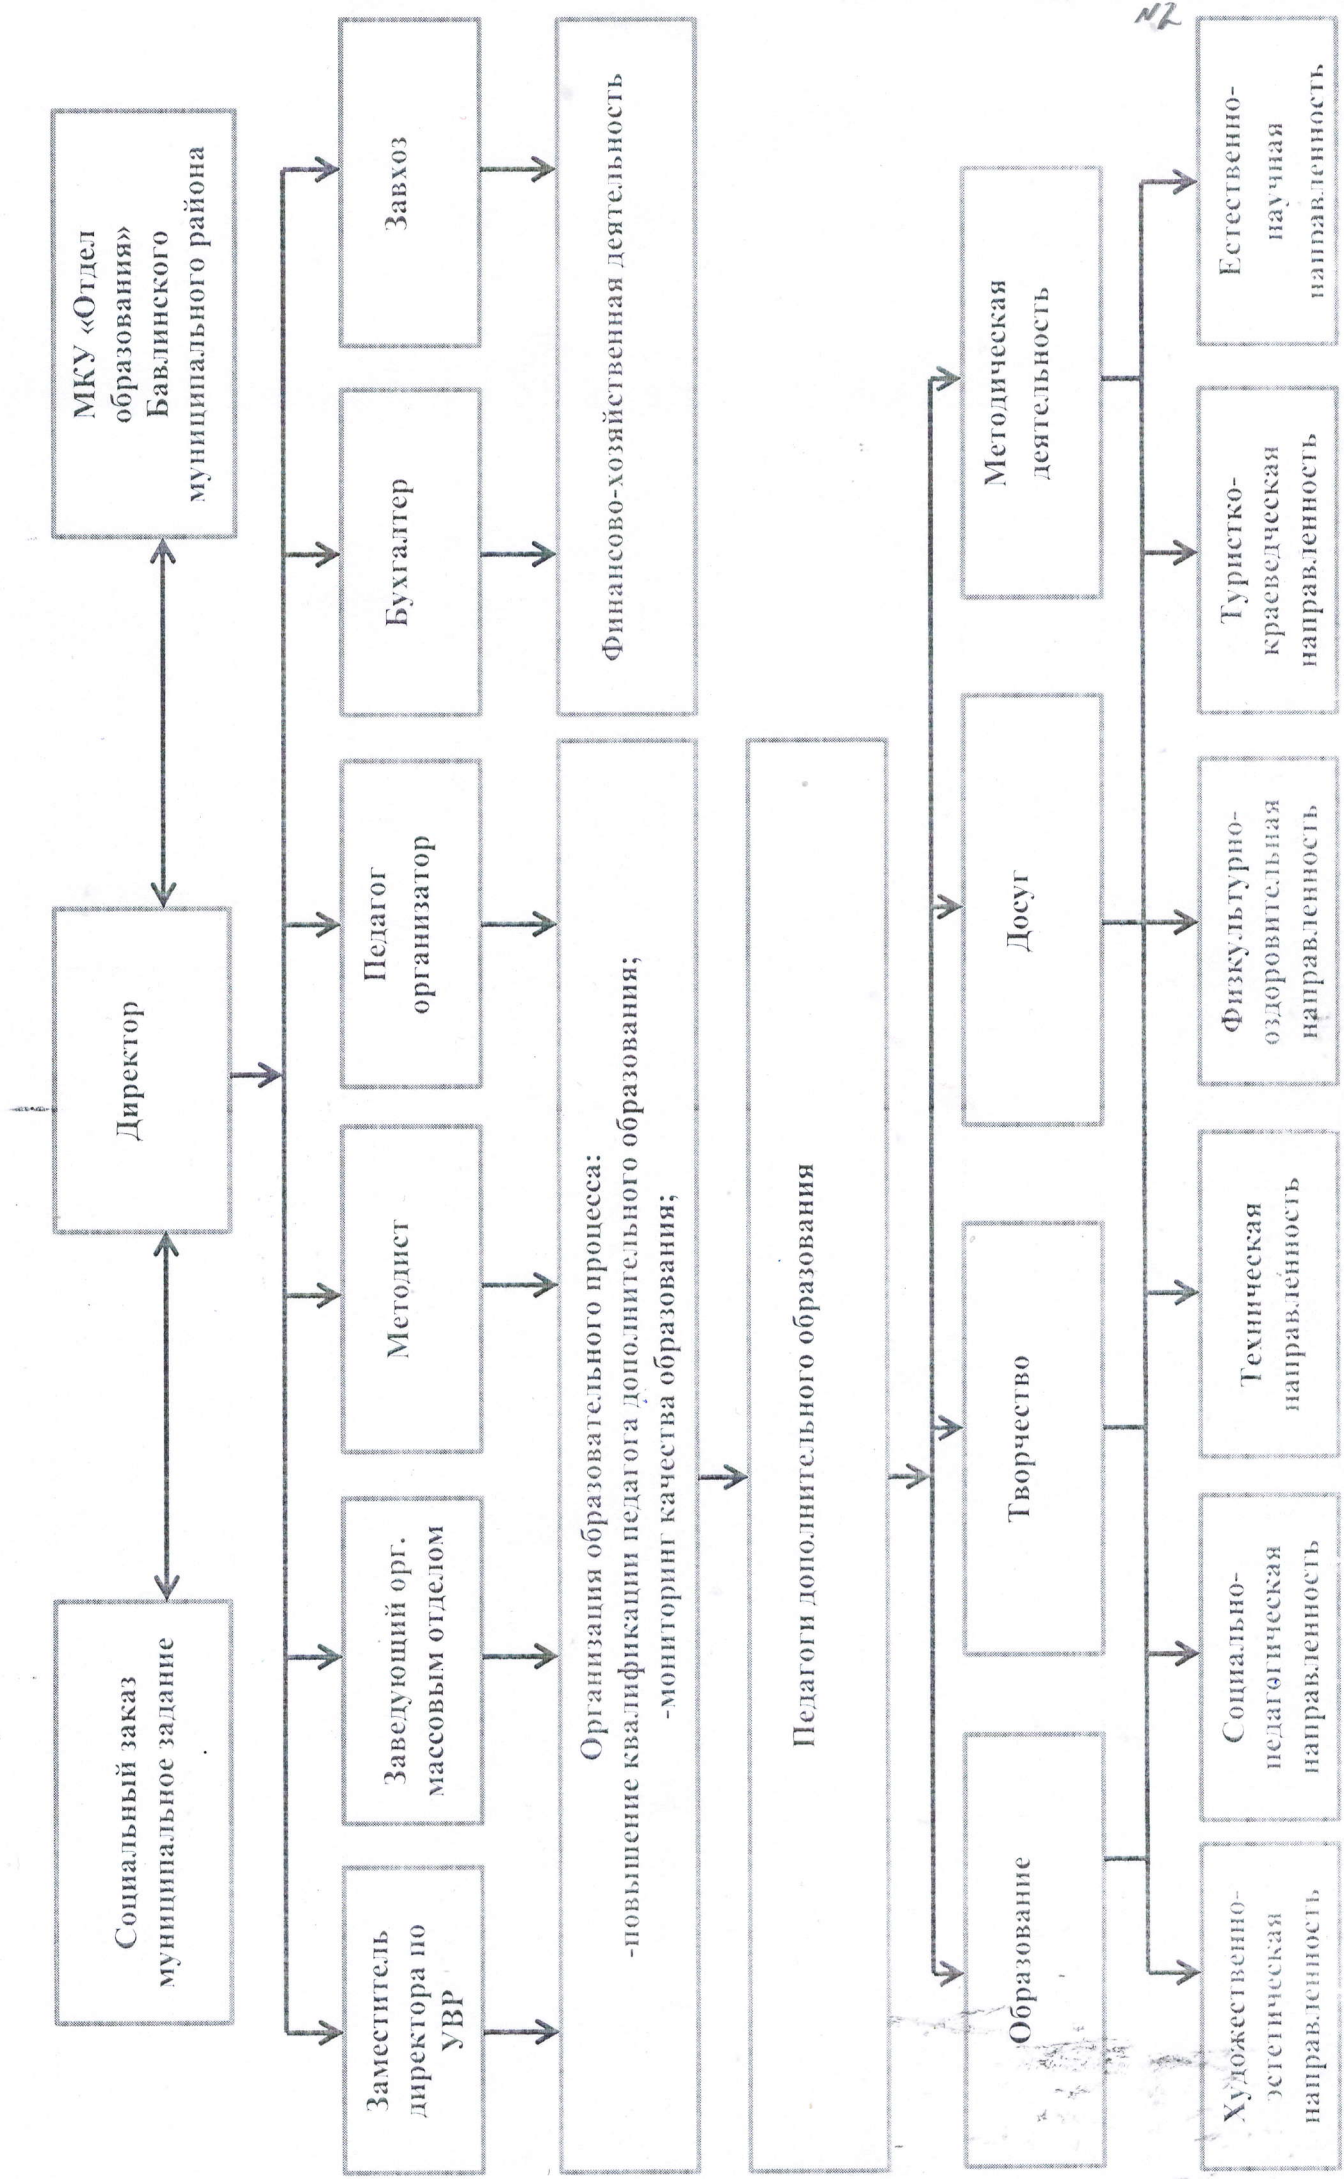 Социальный заказ
муниципальное задание
Директор
МКУ «Отдел
образования»
Бавлинского
муниципального района
Заместитель
директора по
УВР
Заведующий орг.
массовым отделом
Методист
Педагог
организатор
Бухгалтер
Завхоз
Организация образовательного процесса:
-повышение квалификации педагога дополнительного образования;
-мониторинг качества образования;
Финансово-хозяйственная деятельность
Педагоги дополнительного образования
Образование
Творчество
Досуг
Методическая
деятельность
Художественно-
эстетическая
направленность
Социально-
педагогическая
направленность
Техническая
направленность
Физкультурно-
оздоровительная
направленность
Туристко-
краеведческая
направленность
Естественно-
научная
направленность